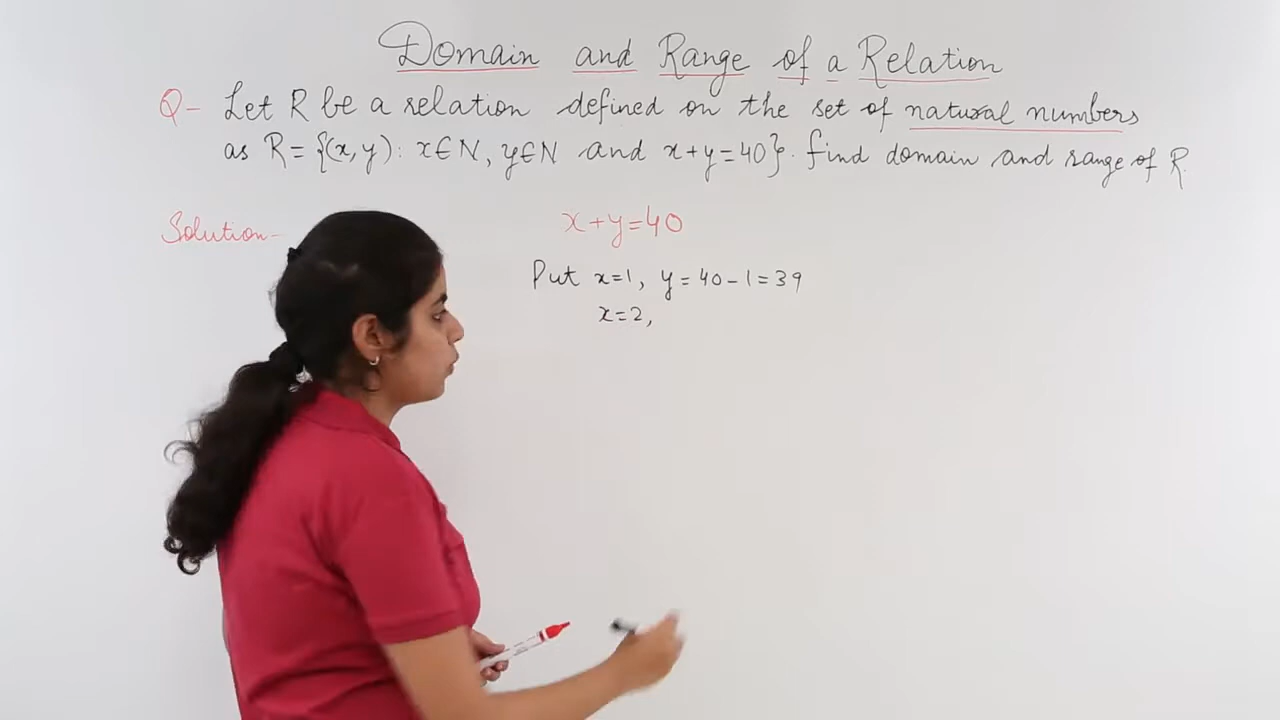 Domain and Range of a Relation
Q- Let R be a relation defined on the set of natural numbers
as R = {(x, y) : x∈N, y∈N and x+y=40}. find domain and range of R.
Solution-
x+y=40
Put x=1, y=40-1=39
x=2,